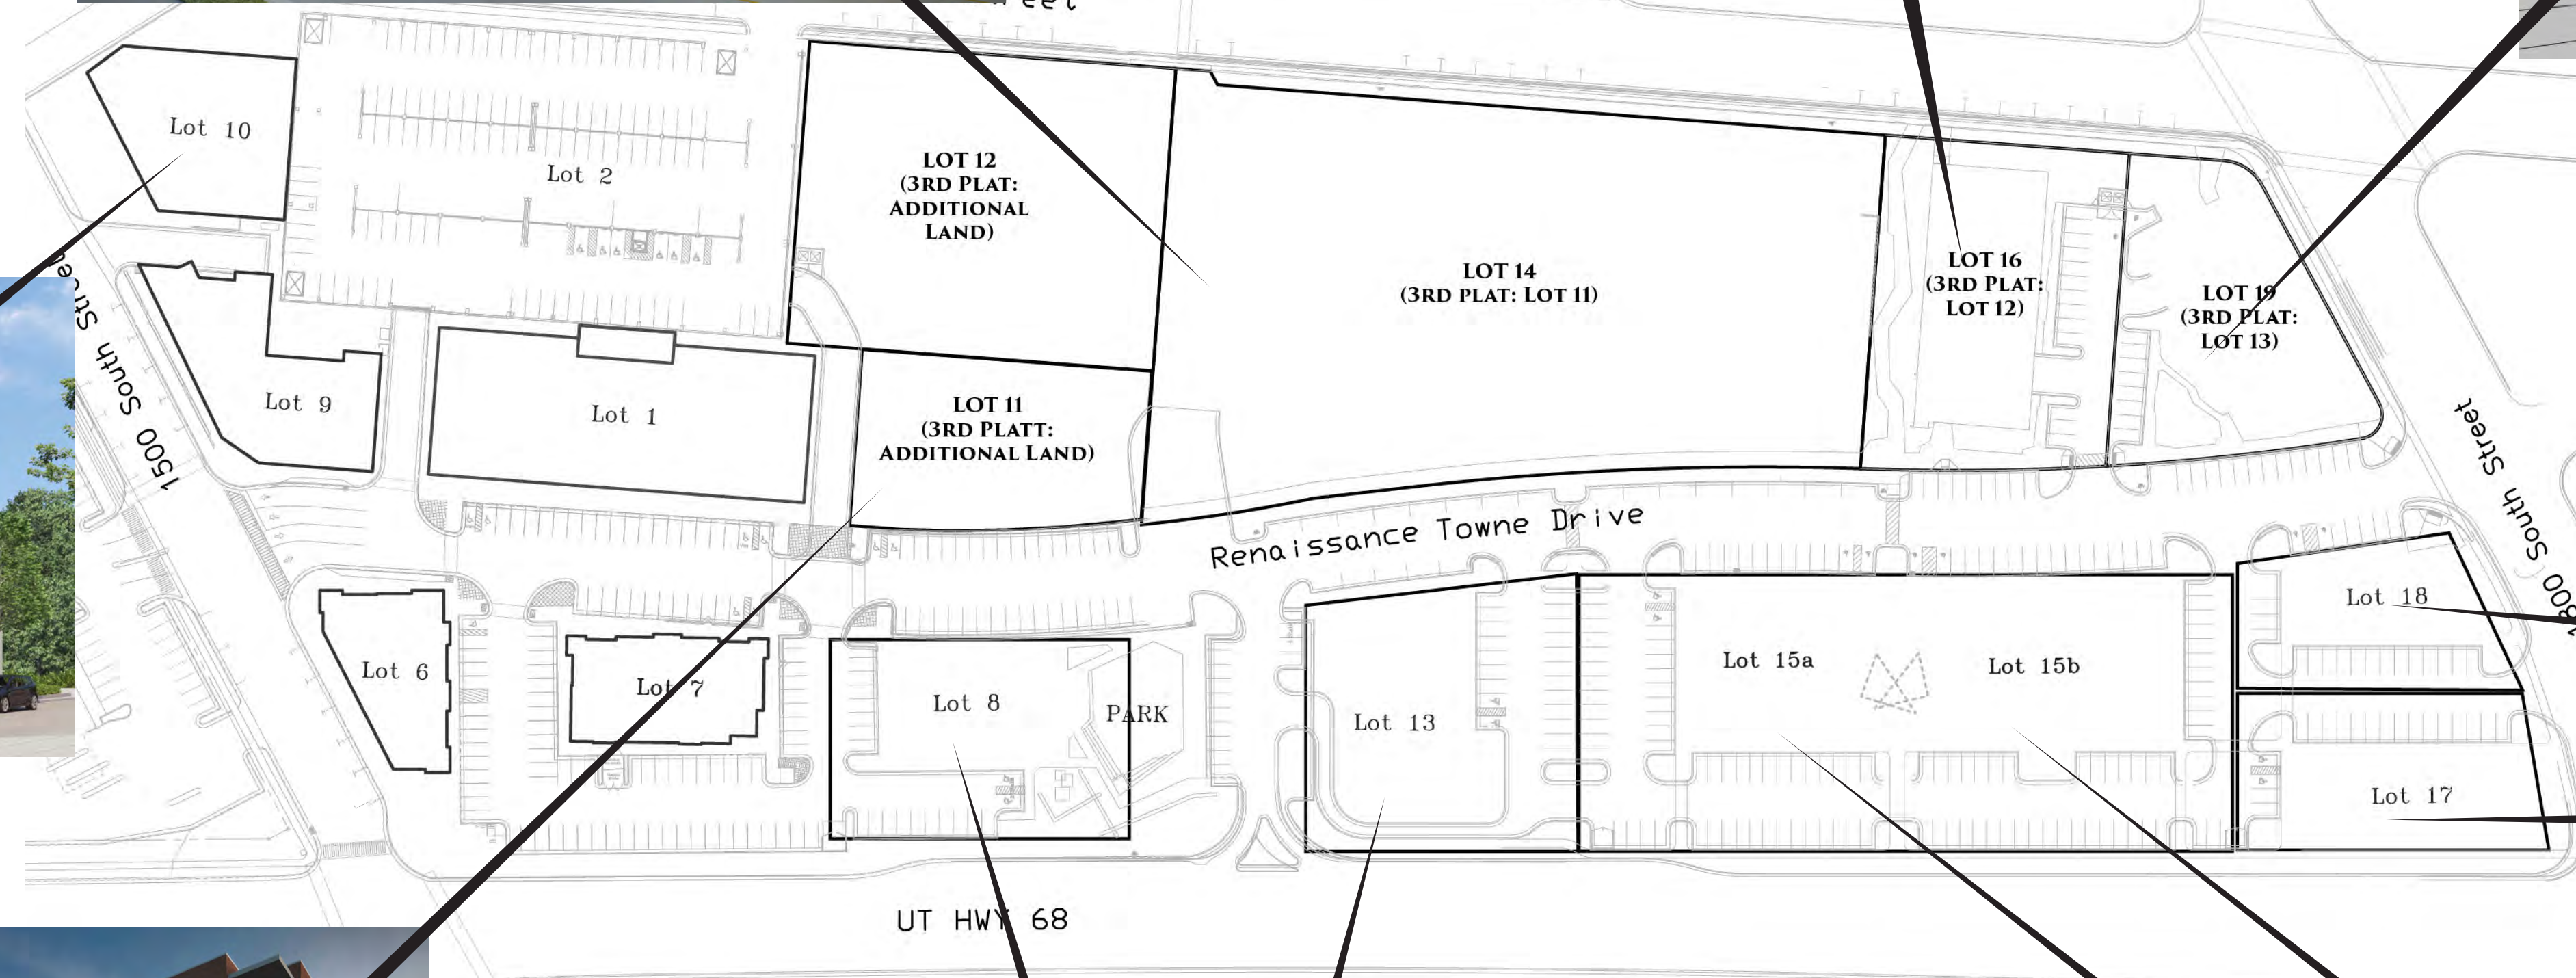 Lot 10
Lot 2
LOT 12
(3RD PLAT:
ADDITIONAL
LAND)
LOT 14
(3RD PLAT: LOT 11)
LOT 16
(3RD PLAT:
LOT 12)
LOT 19
(3RD PLAT:
LOT 13)
1500 South Street
Lot 9
Lot 1
LOT 11
(3RD PLATT:
ADDITIONAL LAND)
Renaissance Towne Drive
South Street
Lot 6
Lot 7
Lot 8
PARK
Lot 13
Lot 15a
Lot 15b
Lot 18
Lot 17
UT HWY 68